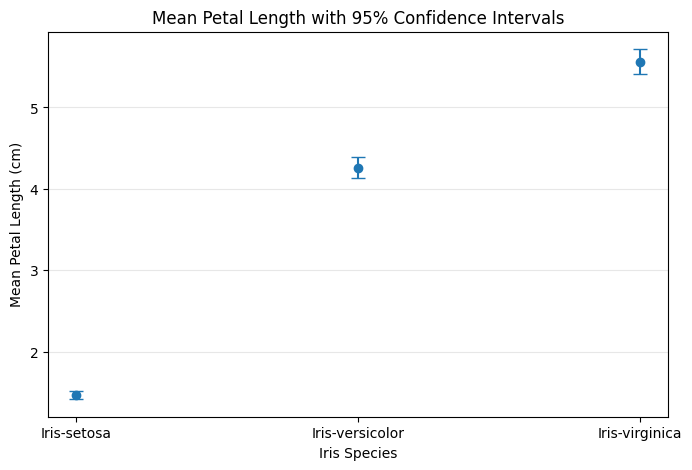 Mean Petal Length with 95% Confidence Intervals
Mean Petal Length (cm)
5
4
3
2
Iris-setosa
Iris-versicolor
Iris-virginica
Iris Species